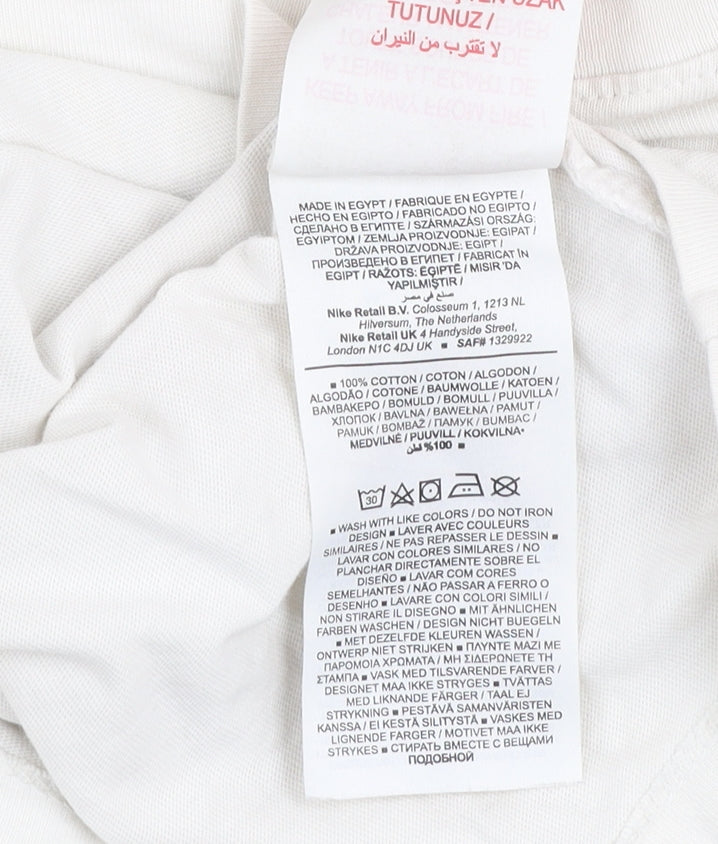 TEN UZAK
TUTUNUZ /
لا تقترب من النيران
MADE IN EGYPT / FABRIQUE EN EGYPTE /
HECHO EN EGIPTO / FABRICADO NO EGIPTO /
СДЕЛАНО В ЕГИПТЕ / SZÁRMAZÁSI ORSZÁG:
EGYIPTOM / ZEMLJA PROIZVODNJE: EGIPAT /
DRŽAVA PROIZVODNJE: EGIPT /
ПРОИЗВЕДЕНО В ЕГИПЕТ / FABRICAT ÎN
EGIPT / RAŽOTS: ĒĢIPTĒ / MISIR 'DA
YAPILMIŞTIR /
صنع في مصر
Nike Retail B.V. Colosseum 1, 1213 NL
Hilversum, The Netherlands
Nike Retail UK 4 Handyside Street,
London N1C 4DJ UK ■ SAF# 1329922
■ 100% COTTON / COTON / ALGODON /
ALGODÃO / COTONE / BAUMWOLLE / KATOEN /
ΒΑΜΒΑΚΕΡΟ / BOMULD / BOMULL / PUUVILLA /
ХЛОПОК / BAVLNA / BAWEŁNA / PAMUT /
PAMUK / BOMBAŽ / ПАМУК / BUMBAC /
MEDVILNĖ / PUUVILL / KOKVILNA
100% قطن ■
30
■ WASH WITH LIKE COLORS / DO NOT IRON
DESIGN ■ LAVER AVEC COULEURS
SIMILAIRES / NE PAS REPASSER LE DESSIN ■
LAVAR CON COLORES SIMILARES / NO
PLANCHAR DIRECTAMENTE SOBRE EL
DISEÑO ■ LAVAR COM CORES
SEMELHANTES / NÃO PASSAR A FERRO O
DESENHO ■ LAVARE CON COLORI SIMILI /
NON STIRARE IL DISEGNO ■ MIT ÄHNLICHEN
FARBEN WASCHEN / DESIGN NICHT BUEGELN
■ MET DEZELFDE KLEUREN WASSEN /
ONTWERP NIET STRIJKEN ■ ΠΛΥΝΤΕ ΜΑΖΙ ΜΕ
ΠΑΡΟΜΟΙΑ ΧΡΩΜΑΤΑ / ΜΗ ΣΙΔΕΡΩΝΕΤΕ ΤΗ
ΣΤΑΜΠΑ ■ VASK MED TILSVARENDE FARVER /
DESIGNET MAA IKKE STRYGES ■ TVÄTTAS
MED LIKNANDE FÄRGER / TAAL EJ
STRYKNING ■ PESTÄVÄ SAMANVÄRISTEN
KANSSA / EI KESTÄ SILITYSTÄ ■ VASKES MED
LIGNENDE FARGER / MOTIVET MAA IKKE
STRYKES ■ СТИРАТЬ ВМЕСТЕ С ВЕЩАМИ
ПОДОБНОЙ